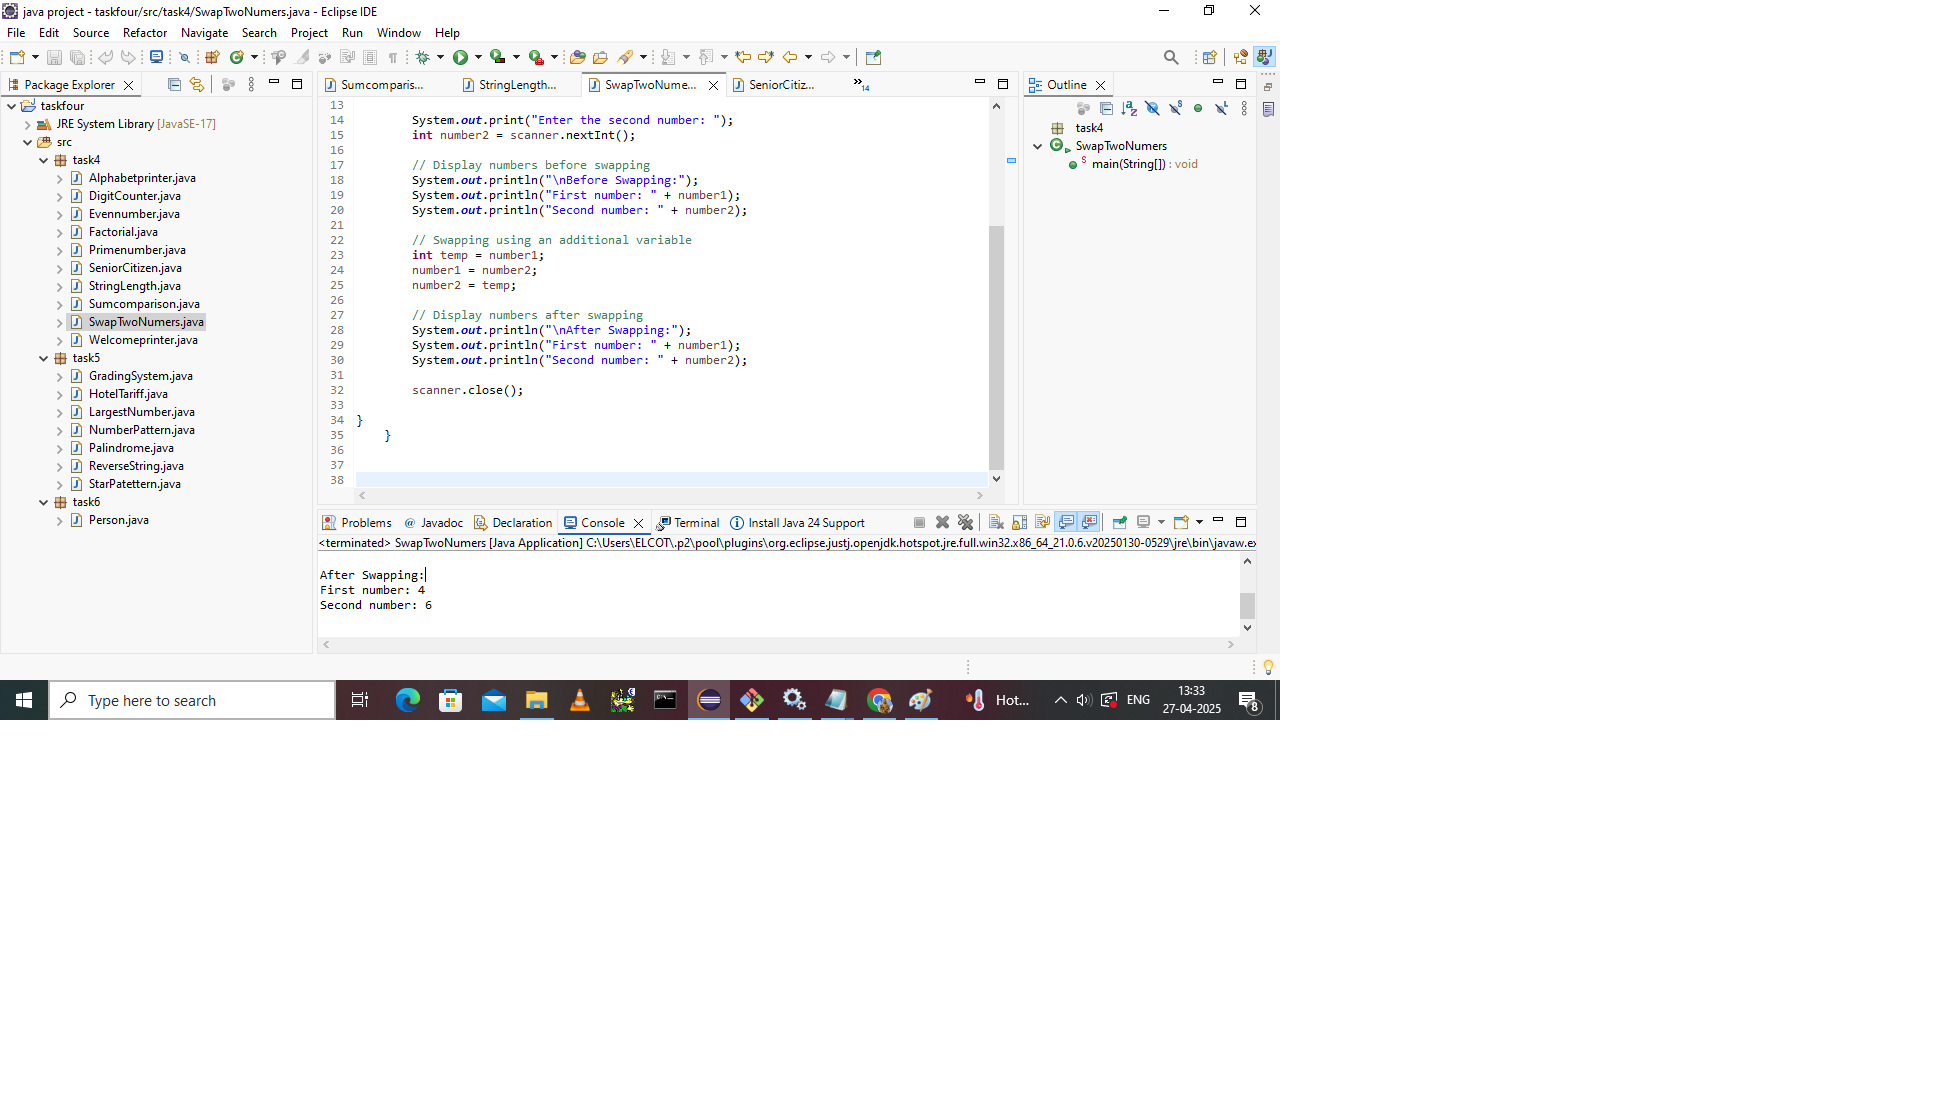 java project - taskfour/src/task4/SwapTwoNumers.java - Eclipse IDE
File Edit Source Refactor Navigate Search Project Run Window Help
Package Explorer
taskfour
JRE System Library [JavaSE-17]
src
task4
Alphabetprinter.java
DigitCounter.java
Evennumber.java
Factorial.java
Primenumber.java
SeniorCitizen.java
StringLength.java
Sumcomparison.java
SwapTwoNumers.java
Welcomeprinter.java
task5
GradingSystem.java
HotelTariff.java
LargestNumber.java
NumberPattern.java
Palindrome.java
ReverseString.java
StarPatettern.java
task6
Person.java
Sumcomparis... StringLength... SwapTwoNume... SeniorCitiz... »14
13
14 System.out.print("Enter the second number: ");
15 int number2 = scanner.nextInt();
16
17 // Display numbers before swapping
18 System.out.println("\nBefore Swapping:");
19 System.out.println("First number: " + number1);
20 System.out.println("Second number: " + number2);
21
22 // Swapping using an additional variable
23 int temp = number1;
24 number1 = number2;
25 number2 = temp;
26
27 // Display numbers after swapping
28 System.out.println("\nAfter Swapping:");
29 System.out.println("First number: " + number1);
30 System.out.println("Second number: " + number2);
31
32 scanner.close();
33
34 }
35 }
36
37
38
Outline
task4
SwapTwoNumers
main(String[]) : void
Problems Javadoc Declaration Console Terminal Install Java 24 Support
<terminated> SwapTwoNumers [Java Application] C:\Users\ELCOT\.p2\pool\plugins\org.eclipse.justj.openjdk.hotspot.jre.full.win32.x86_64_21.0.6.v20250130-0529\jre\bin\javaw.ex
After Swapping:
First number: 4
Second number: 6
Type here to search
Hot...
ENG
13:33
27-04-2025
8